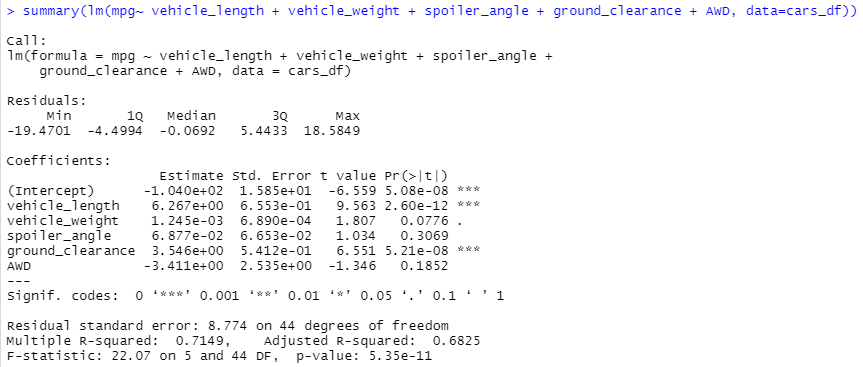 > summary(lm(mpg~ vehicle_length + vehicle_weight + spoiler_angle + ground_clearance + AWD, data=cars_df))
Call:
lm(formula = mpg ~ vehicle_length + vehicle_weight + spoiler_angle +
    ground_clearance + AWD, data = cars_df)
Residuals:
     Min       1Q   Median       3Q      Max
-19.4701  -4.4994  -0.0692   5.4433  18.5849
Coefficients:
                   Estimate Std. Error t value Pr(>|t|)
(Intercept)      -1.040e+02  1.585e+01  -6.559 5.08e-08 ***
vehicle_length    6.267e+00  6.553e-01   9.563 2.60e-12 ***
vehicle_weight    1.245e-03  6.890e-04   1.807   0.0776 .
spoiler_angle     6.877e-02  6.653e-02   1.034   0.3069
ground_clearance  3.546e+00  5.412e-01   6.551 5.21e-08 ***
AWD              -3.411e+00  2.535e+00  -1.346   0.1852
---
Signif. codes:  0 ‘***’ 0.001 ‘**’ 0.01 ‘*’ 0.05 ‘.’ 0.1 ‘ ’ 1
Residual standard error: 8.774 on 44 degrees of freedom
Multiple R-squared:  0.7149,    Adjusted R-squared:  0.6825
F-statistic: 22.07 on 5 and 44 DF,  p-value: 5.35e-11